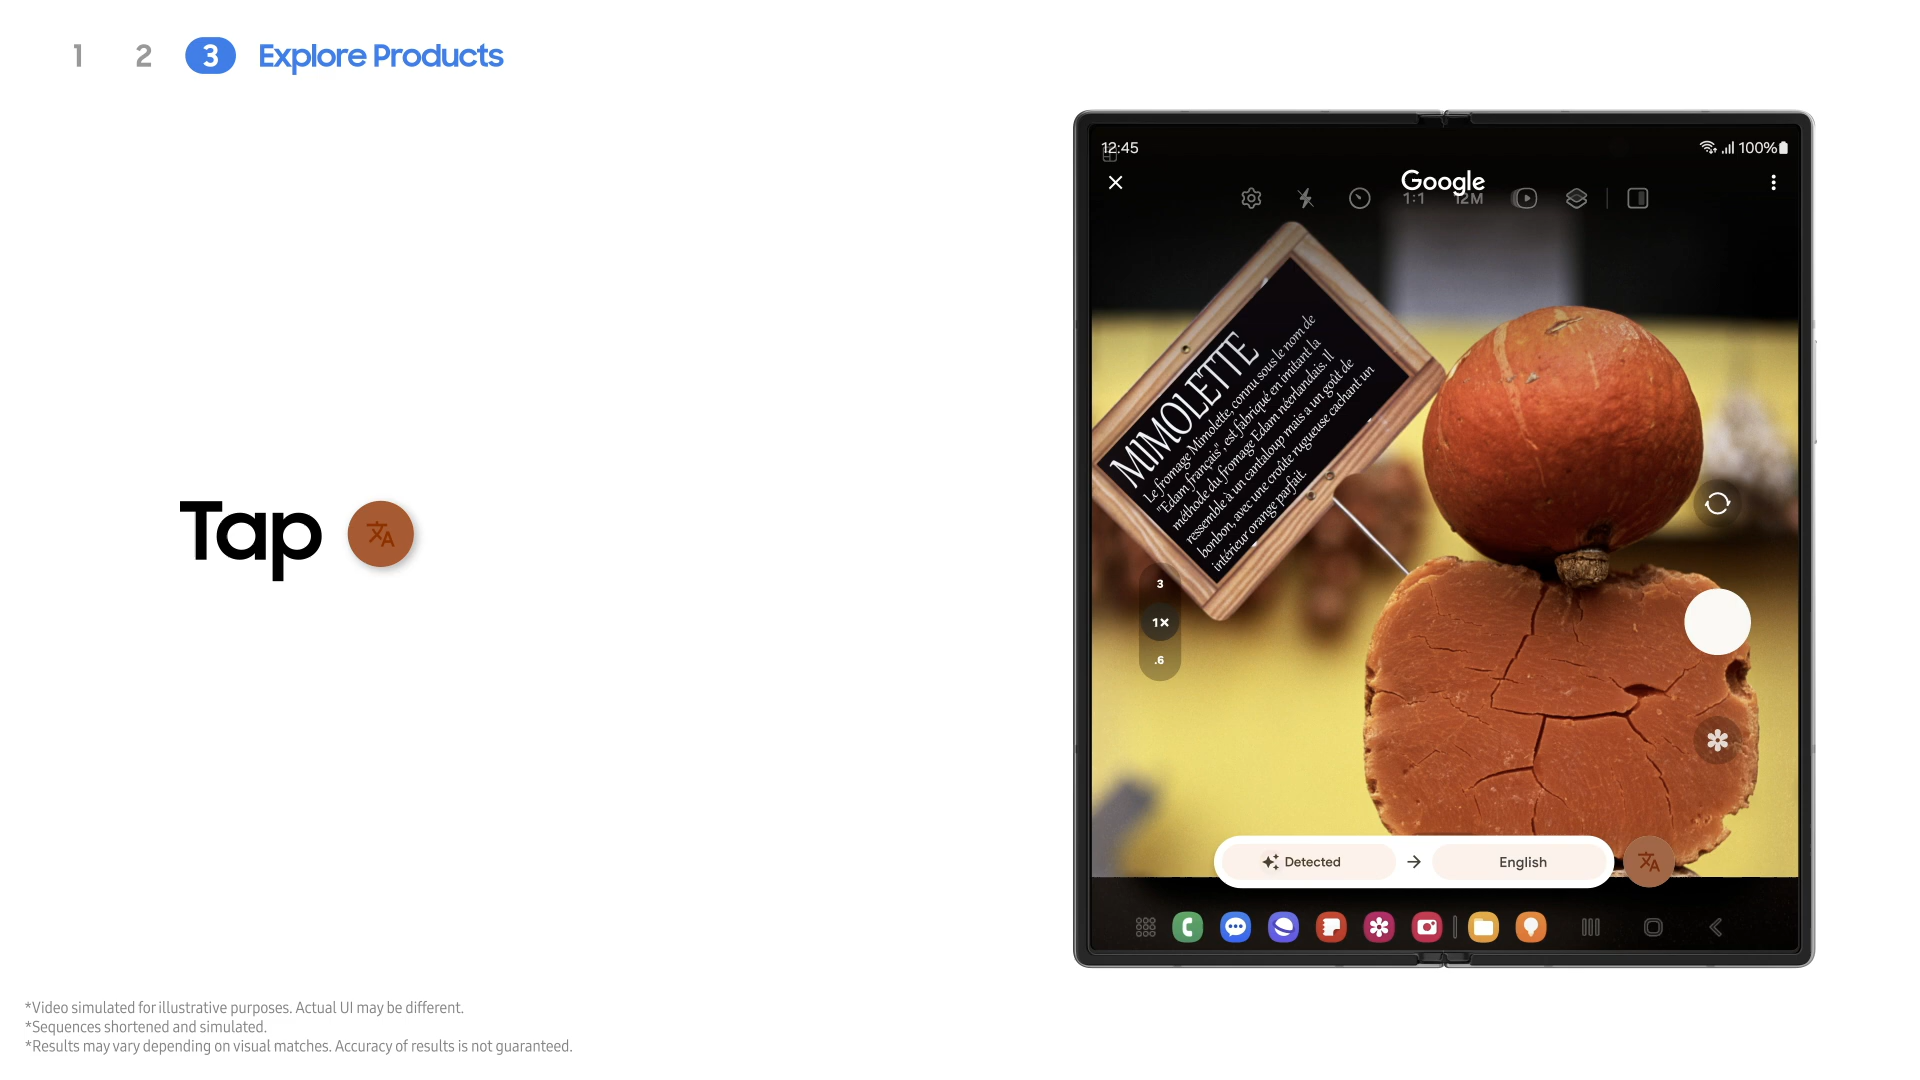 1 2 3 Explore Products
Tap
12:45
100%
Google
1:1 12M
MIMOLETTE
Le fromage Mimolette, connu sous le nom de
"Edam français", est fabriqué en imitant la
méthode du fromage Edam néerlandais. Il
ressemble à un cantaloup mais a un goût de
bonbon, avec une croûte rugueuse cachant un
intérieur orange parfait.
3
1×
.6
Detected → English
*Video simulated for illustrative purposes. Actual UI may be different.
*Sequences shortened and simulated.
*Results may vary depending on visual matches. Accuracy of results is not guaranteed.